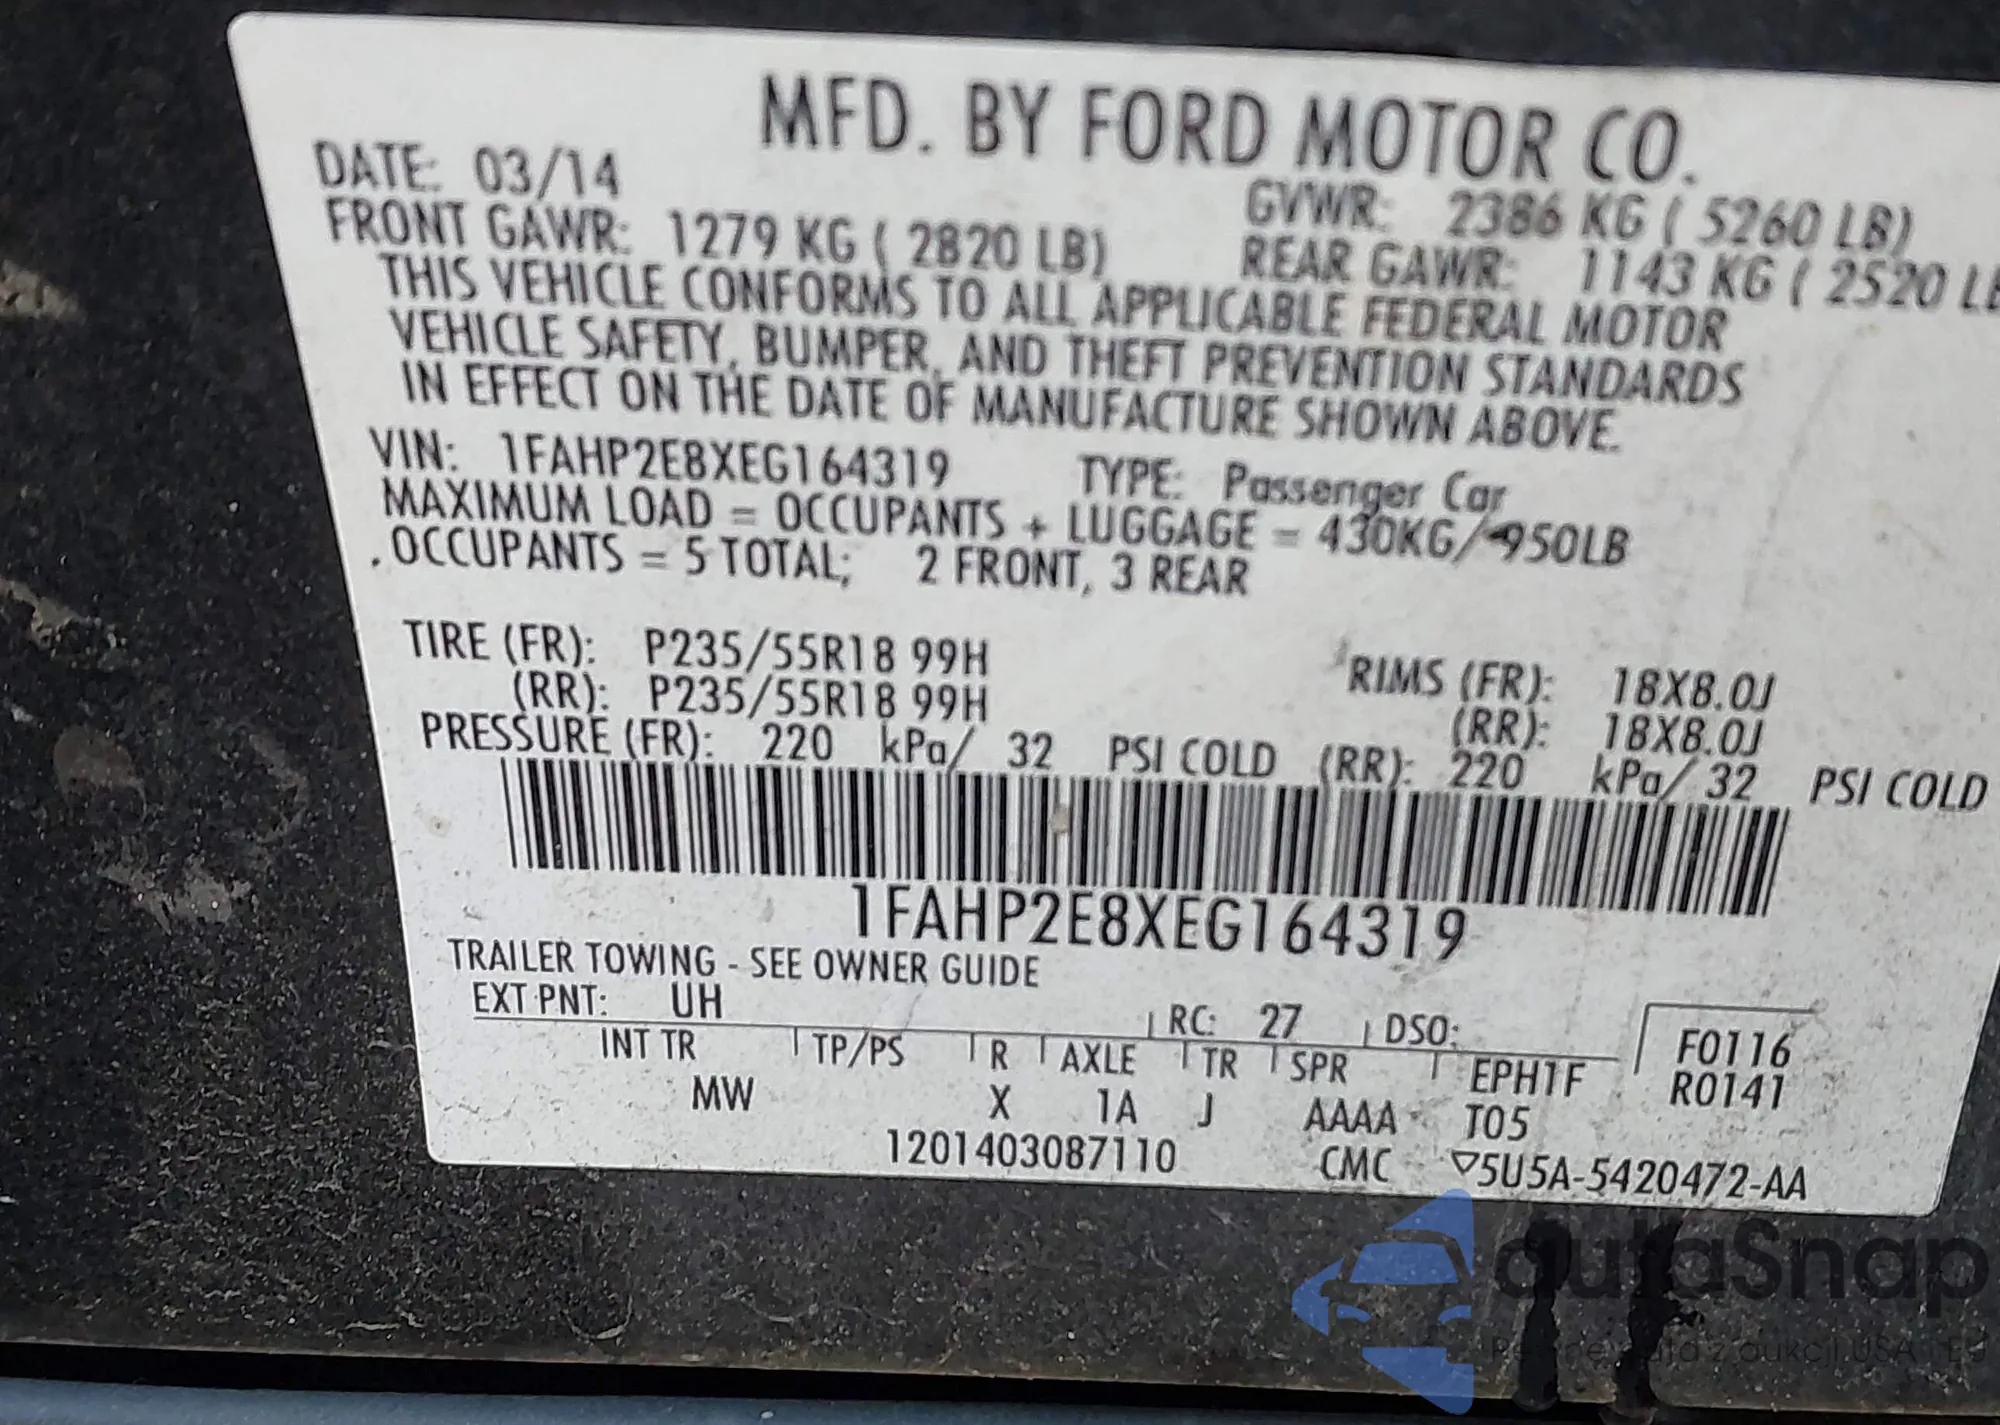 MFD. BY FORD MOTOR CO.
DATE: 03/14 GVWR: 2386 KG ( 5260 LB)
FRONT GAWR: 1279 KG ( 2820 LB) REAR GAWR: 1143 KG ( 2520 LB
THIS VEHICLE CONFORMS TO ALL APPLICABLE FEDERAL MOTOR
VEHICLE SAFETY, BUMPER, AND THEFT PREVENTION STANDARDS
IN EFFECT ON THE DATE OF MANUFACTURE SHOWN ABOVE.
VIN: 1FAHP2E8XEG164319 TYPE: Passenger Car
MAXIMUM LOAD = OCCUPANTS + LUGGAGE = 430KG/950LB
OCCUPANTS = 5 TOTAL; 2 FRONT, 3 REAR
TIRE (FR): P235/55R18 99H RIMS (FR): 18X8.0J
(RR): P235/55R18 99H (RR): 18X8.0J
PRESSURE (FR): 220 kPa/ 32 PSI COLD (RR): 220 kPa/ 32 PSI COLD
1FAHP2E8XEG164319
TRAILER TOWING - SEE OWNER GUIDE
EXT PNT: UH RC: 27 DSO: F0116
INT TR TP/PS R AXLE TR SPR EPH1F R0141
MW X 1A J AAAA T05
1201403087110 CMC ▽5U5A-5420472-AA
autaSnap
auta z aukcji USA i EU